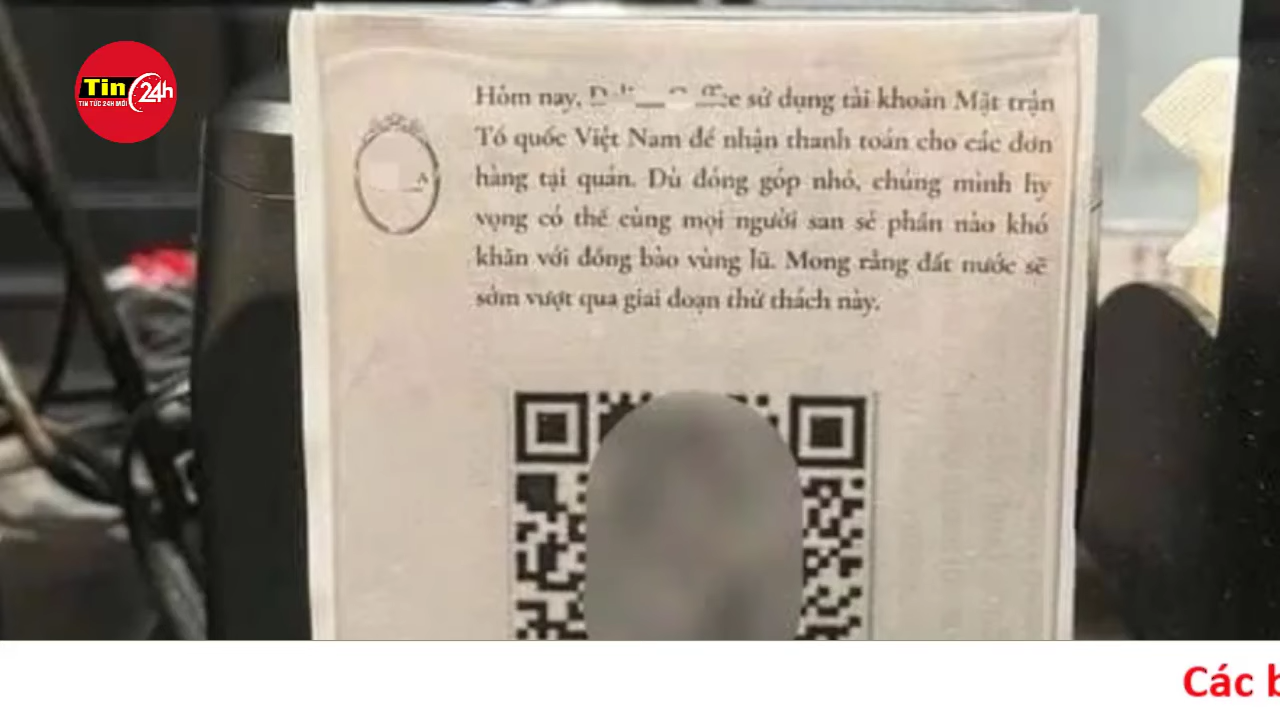 Tin 24h
TIN TỨC 24H MỚI
Hôm nay, sử dụng tài khoản Mặt trận
Tổ quốc Việt Nam để nhận thanh toán cho các đơn
hàng tại quán. Dù đóng góp nhỏ, chúng mình hy
vọng có thể cùng mọi người san sẻ phần nào khó
khăn với đồng bào vùng lũ. Mong rằng đất nước sẽ
sớm vượt qua giai đoạn thử thách này.
Các